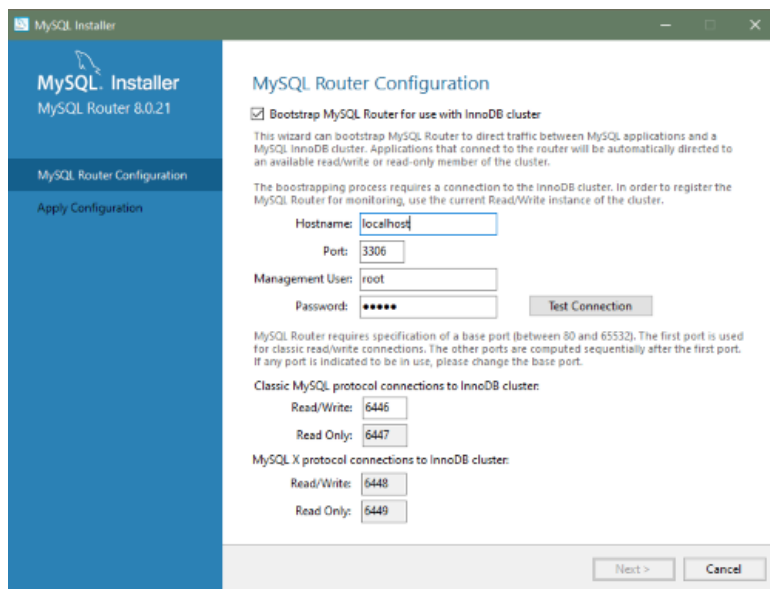 MySQL Installer
MySQL. Installer
MySQL Router 8.0.21
MySQL Router Configuration
Apply Configuration
MySQL Router Configuration
Bootstrap MySQL Router for use with InnoDB cluster
This wizard can bootstrap MySQL Router to direct traffic between MySQL applications and a
MySQL InnoDB cluster. Applications that connect to the router will be automatically directed to
an available read/write or read-only member of the cluster.
The boostrapping process requires a connection to the InnoDB cluster. In order to register the
MySQL Router for monitoring, use the current Read/Write instance of the cluster.
Hostname: localhost
Port: 3306
Management User: root
Password: •••••
Test Connection
MySQL Router requires specification of a base port (between 80 and 65532). The first port is used
for classic read/write connections. The other ports are computed sequentially after the first port.
If any port is indicated to be in use, please change the base port.
Classic MySQL protocol connections to InnoDB cluster:
Read/Write: 6446
Read Only: 6447
MySQL X protocol connections to InnoDB cluster:
Read/Write: 6448
Read Only: 6449
Next >
Cancel